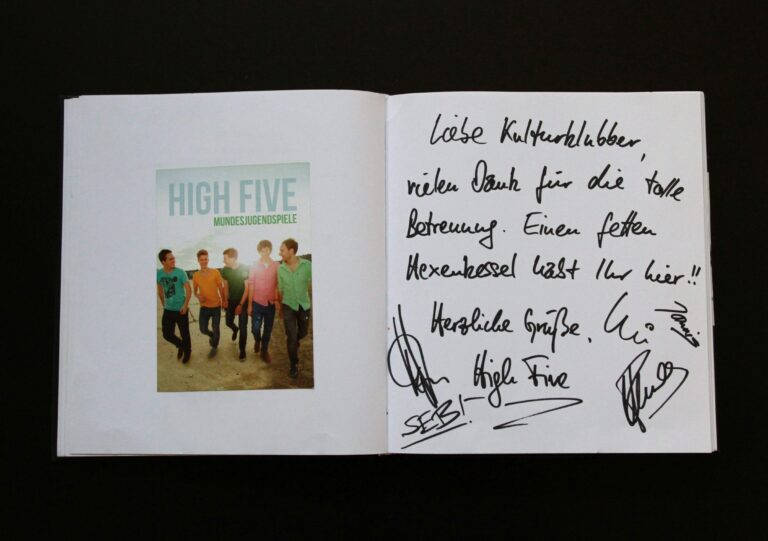 HIGH FIVE
MUNDESJUGENDSPIELE
Liebe Kulturklubber,
vielen Dank für die tolle
Betreuung. Einen fetten
Hexenkessel habt Ihr hier!!
Herzliche Grüße,
High Five
SEBI